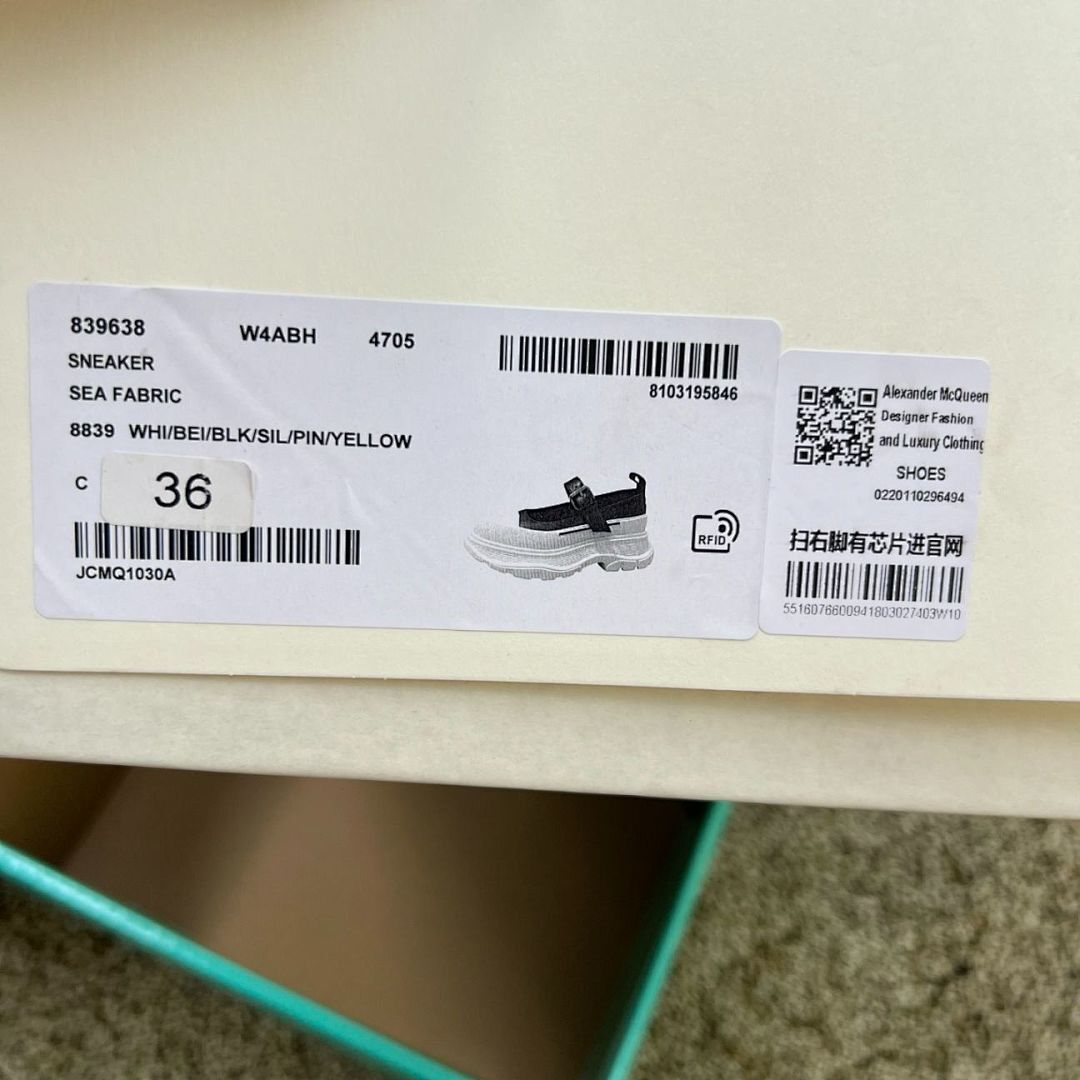 839638 W4ABH 4705
SNEAKER
SEA FABRIC
8839 WHI/BEI/BLK/SIL/PIN/YELLOW
C 36
JCMQ1030A
8103195846
RFID
Alexander McQueen
Designer Fashion
and Luxury Clothing
SHOES
0220110296494
扫右脚有芯片进官网
5516076600941803027403W10